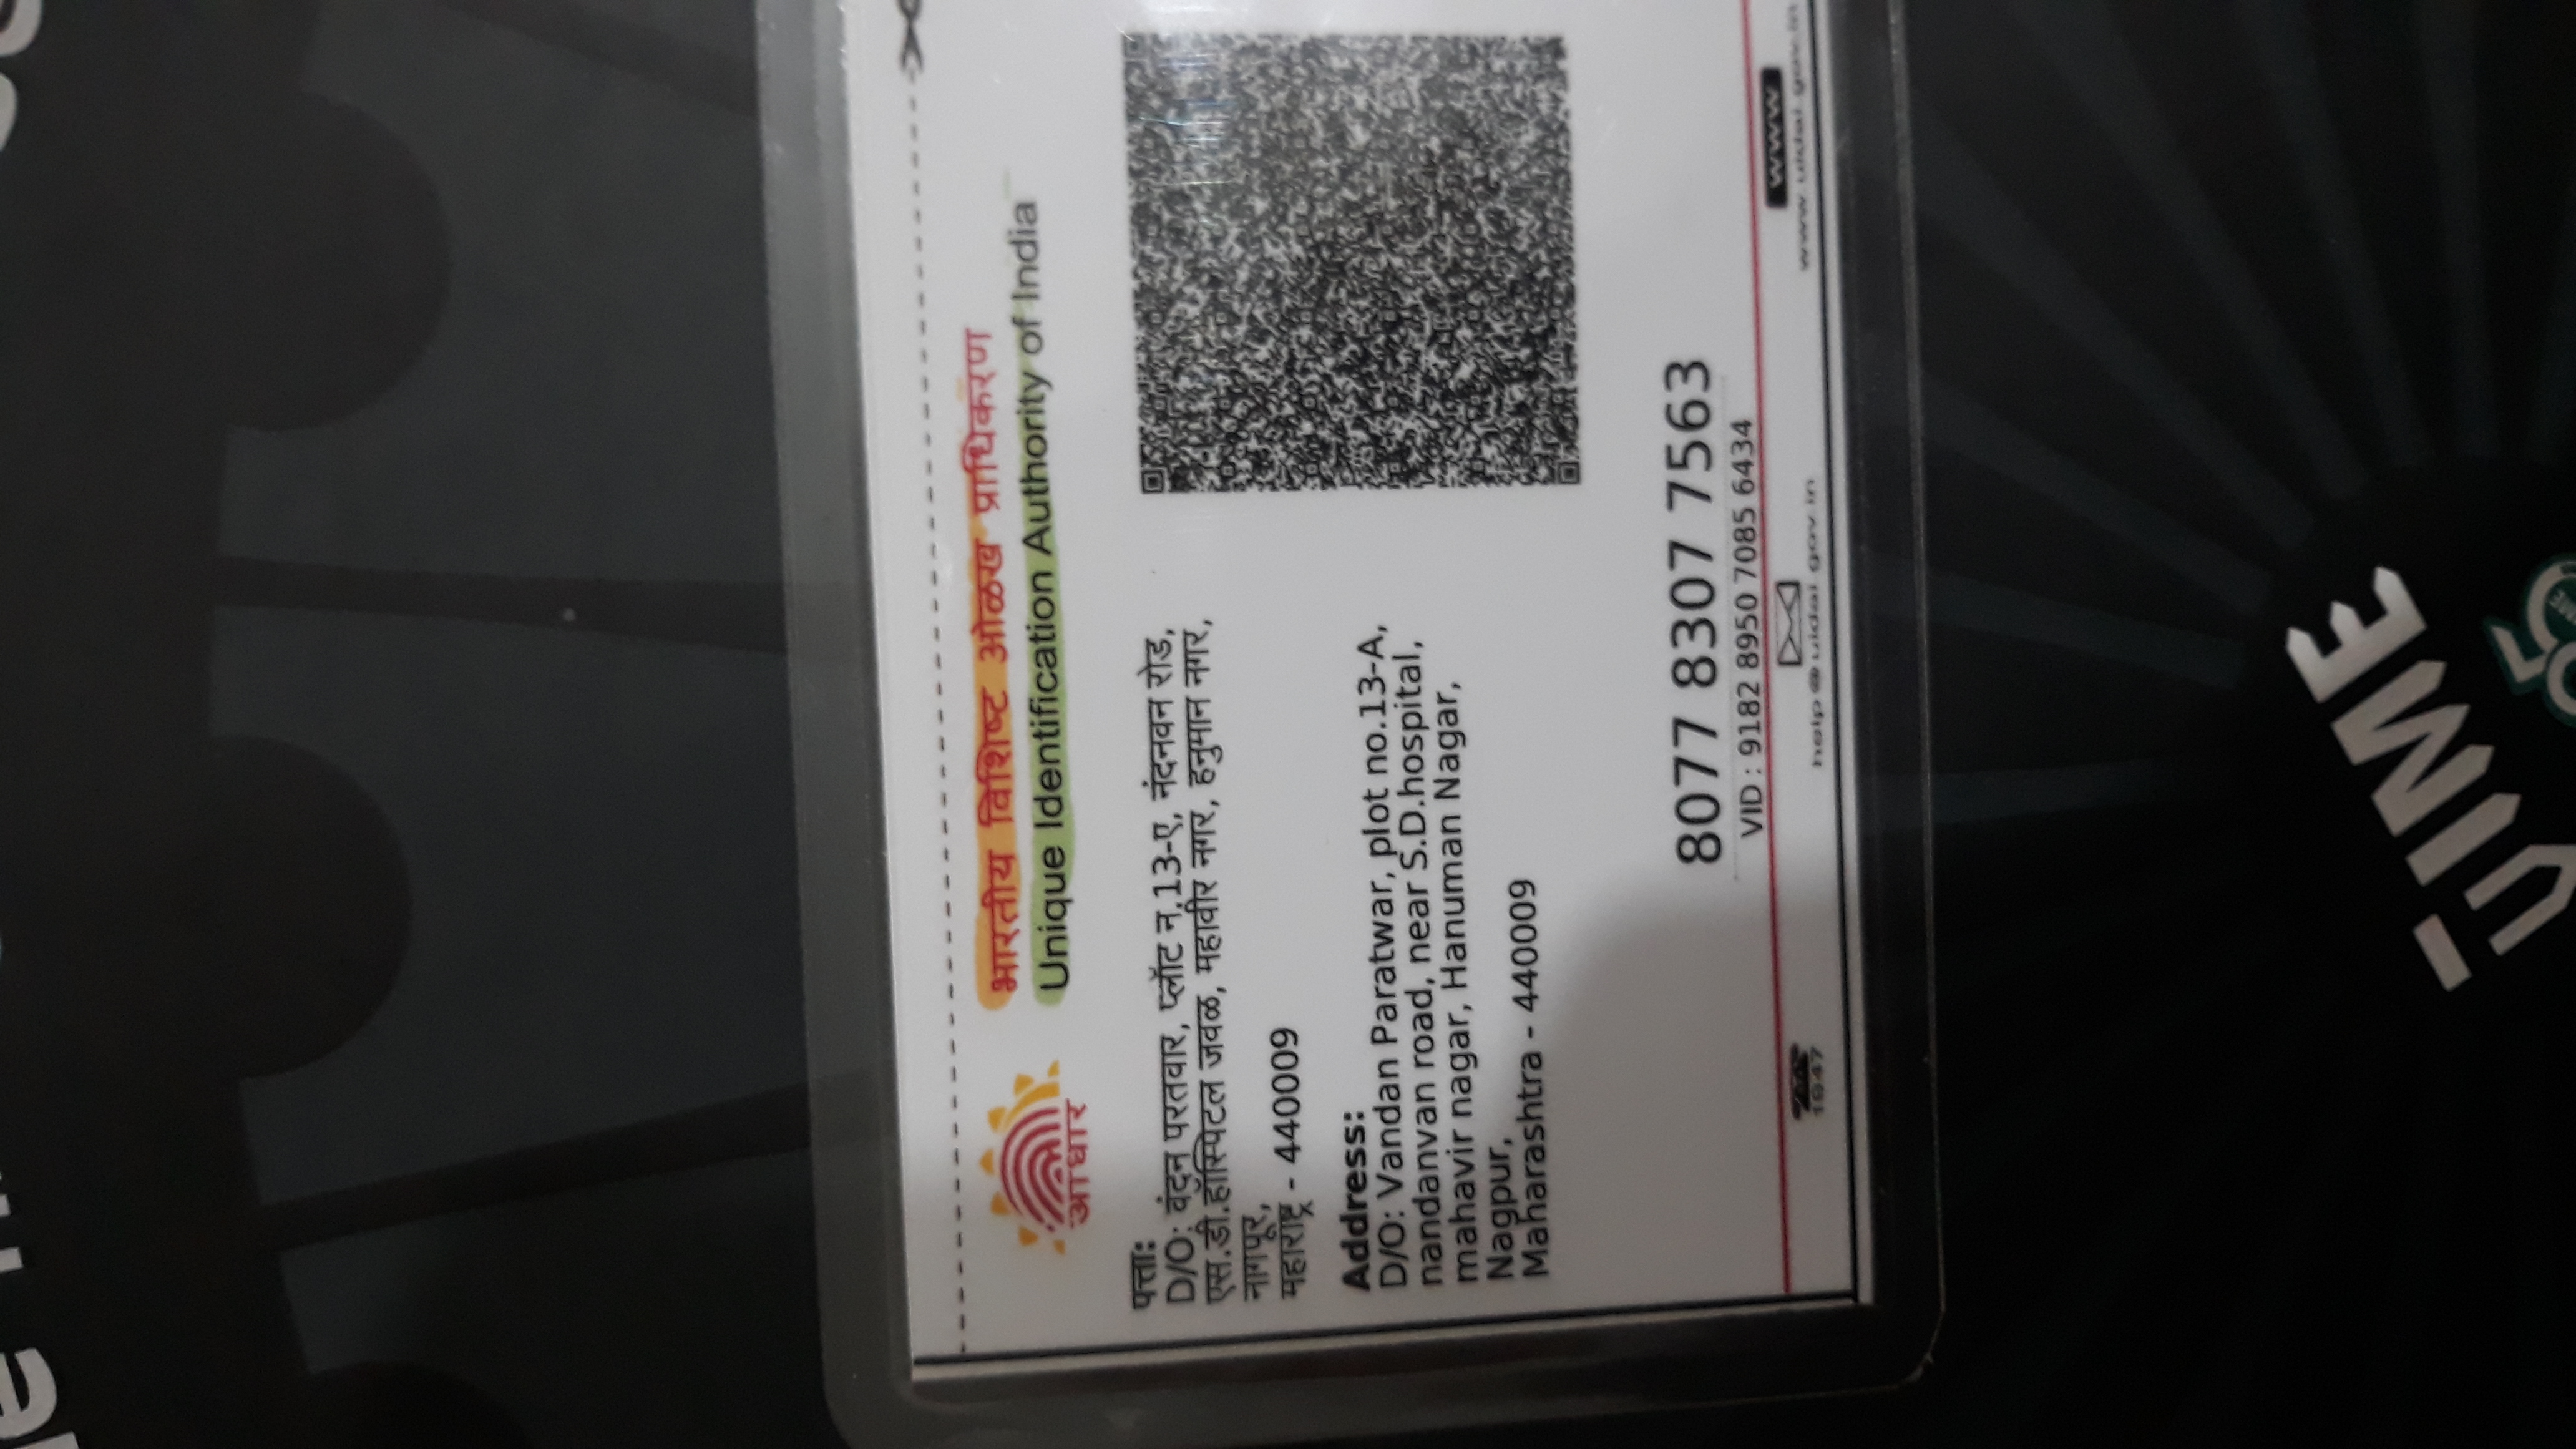 भारतीय विशिष्ट ओळख प्राधिकरण
Unique Identification Authority of India
आधार
पत्ता:
D/O: वंदन परतवार, प्लॉट न.13-ए, नंदनवन रोड,
एस.डी.हॉस्पिटल जवळ, महावीर नगर, हनुमान नगर,
नागपूर,
महाराष्ट्र - 440009
Address:
D/O: Vandan Paratwar, plot no.13-A,
nandanvan road, near S.D.hospital,
mahavir nagar, Hanuman Nagar,
Nagpur,
Maharashtra - 440009
8077 8307 7563
VID : 9182 8950 7085 6434
1947
help@uidai.gov.in
www
www.uidai.gov.in